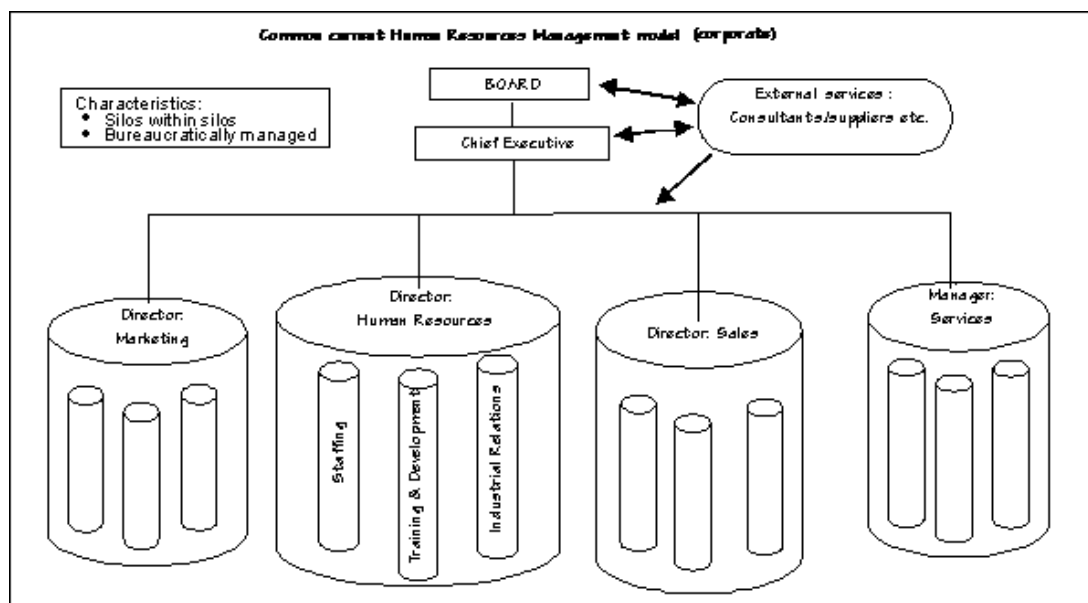 Common current Human Resources Management model (corporate)
BOARD
External services :
Consultants/suppliers etc.
Characteristics:
• Silos within silos
• Bureaucratically managed
Chief Executive
Director:
Marketing
Director:
Human Resources
Director: Sales
Manager:
Services
Staffing
Training & Development
Industrial Relations